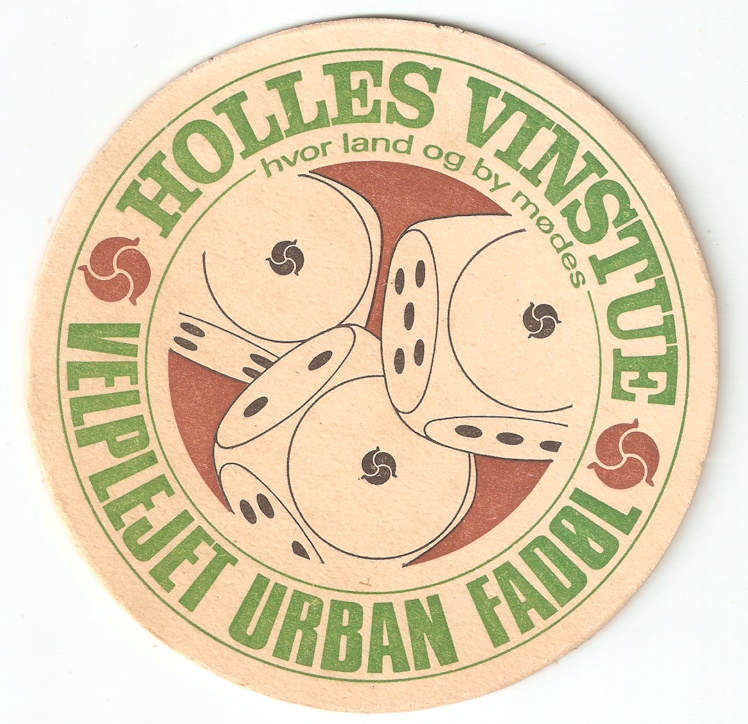 HOLLES VINSTUE
hvor land og by mødes
VELPLEJET URBAN FADØL